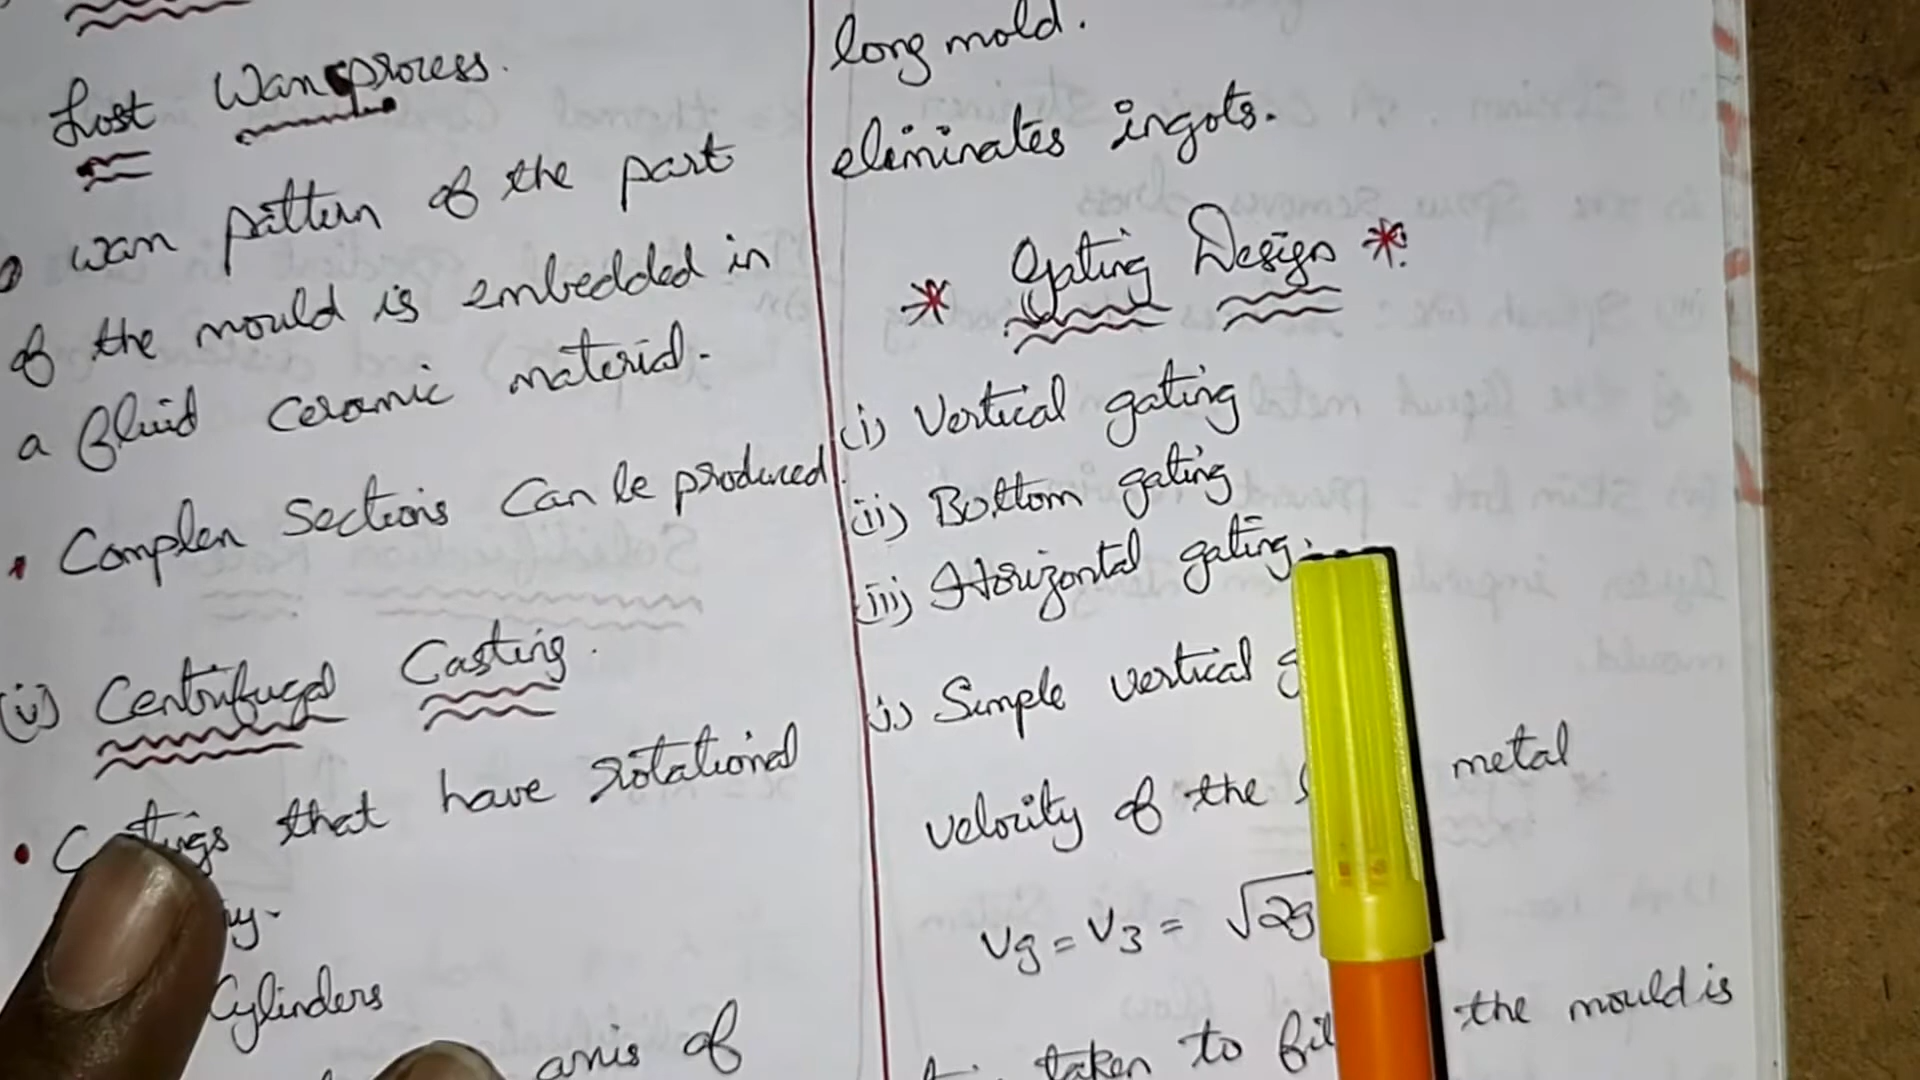 Lost Wax process.
wax pattern of the part
of the mould is embedded in
a fluid ceramic material.
• Complex Sections Can be produced.
(v) Centrifugal Casting.
• that have rotational
Cylinders
axis of
long mold.
eliminates ingots.
* Gating Design *
(i) Vertical gating
(ii) Bottom gating
(iii) Horizontal gating.
i) Simple vertical
velocity of the metal
Vg = V3 = √2g
taken to the mould is